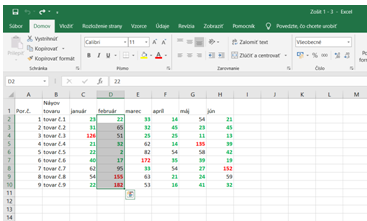 Zošit 1 - 3 - Excel
Súbor Domov Vložiť Rozloženie strany Vzorce Údaje Revízia Zobraziť Pomocník Povedzte, čo chcete urobiť
Prilepiť
Vystrihnúť
Kopírovať
Kopírovať formát
Schránka
Calibri 11
B I U
Písmo
Zalomiť text
Zlúčiť a centrovať
Zarovnanie
Všeobecné
% 000
Číslo
D2 fx 22
A B C D E F G H I J K L M
1 Por.č. Názov tovaru január február marec apríl máj jún
2 1 tovar č.1 23 22 33 14 54 21
3 2 tovar č.2 31 65 32 45 23 45
4 3 tovar č.3 126 51 25 25 11 13
5 4 tovar č.4 21 32 62 14 135 39
6 5 tovar č.5 22 2 82 54 58 42
7 6 tovar č.6 40 17 172 35 39 19
8 7 tovar č.7 62 95 33 54 27 152
9 8 tovar č.8 54 155 63 21 24 59
10 9 tovar č.9 22 182 53 16 41 32
11
12
13
14